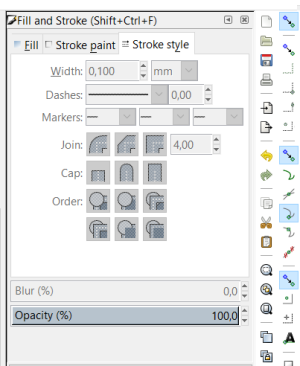 Fill and Stroke (Shift+Ctrl+F)
Fill Stroke paint Stroke style
Width: 0,100 mm
Dashes: 0,00
Markers:
Join: 4,00
Cap:
Order:
Blur (%) 0,0
Opacity (%) 100,0